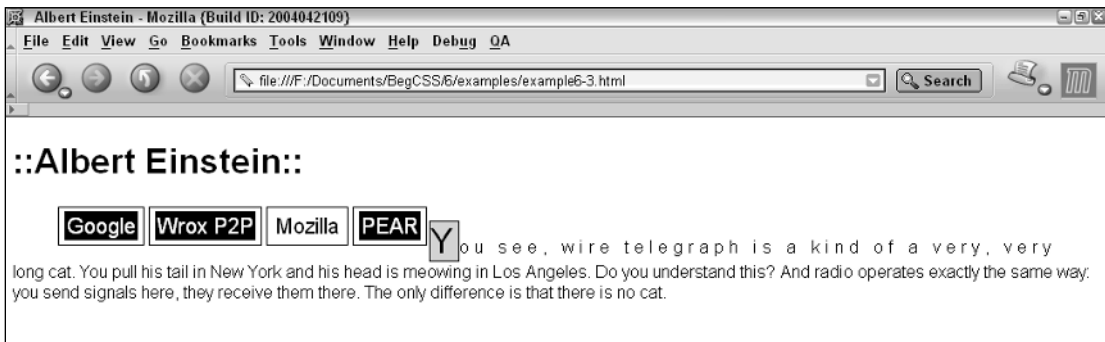 Albert Einstein - Mozilla {Build ID: 2004042109}
File Edit View Go Bookmarks Tools Window Help Debug QA
file:///F:/Documents/BegCSS/6/examples/example6-3.html Search
::Albert Einstein::
Google Wrox P2P Mozilla PEAR You see, wire telegraph is a kind of a very, very
long cat. You pull his tail in New York and his head is meowing in Los Angeles. Do you understand this? And radio operates exactly the same way:
you send signals here, they receive them there. The only difference is that there is no cat.